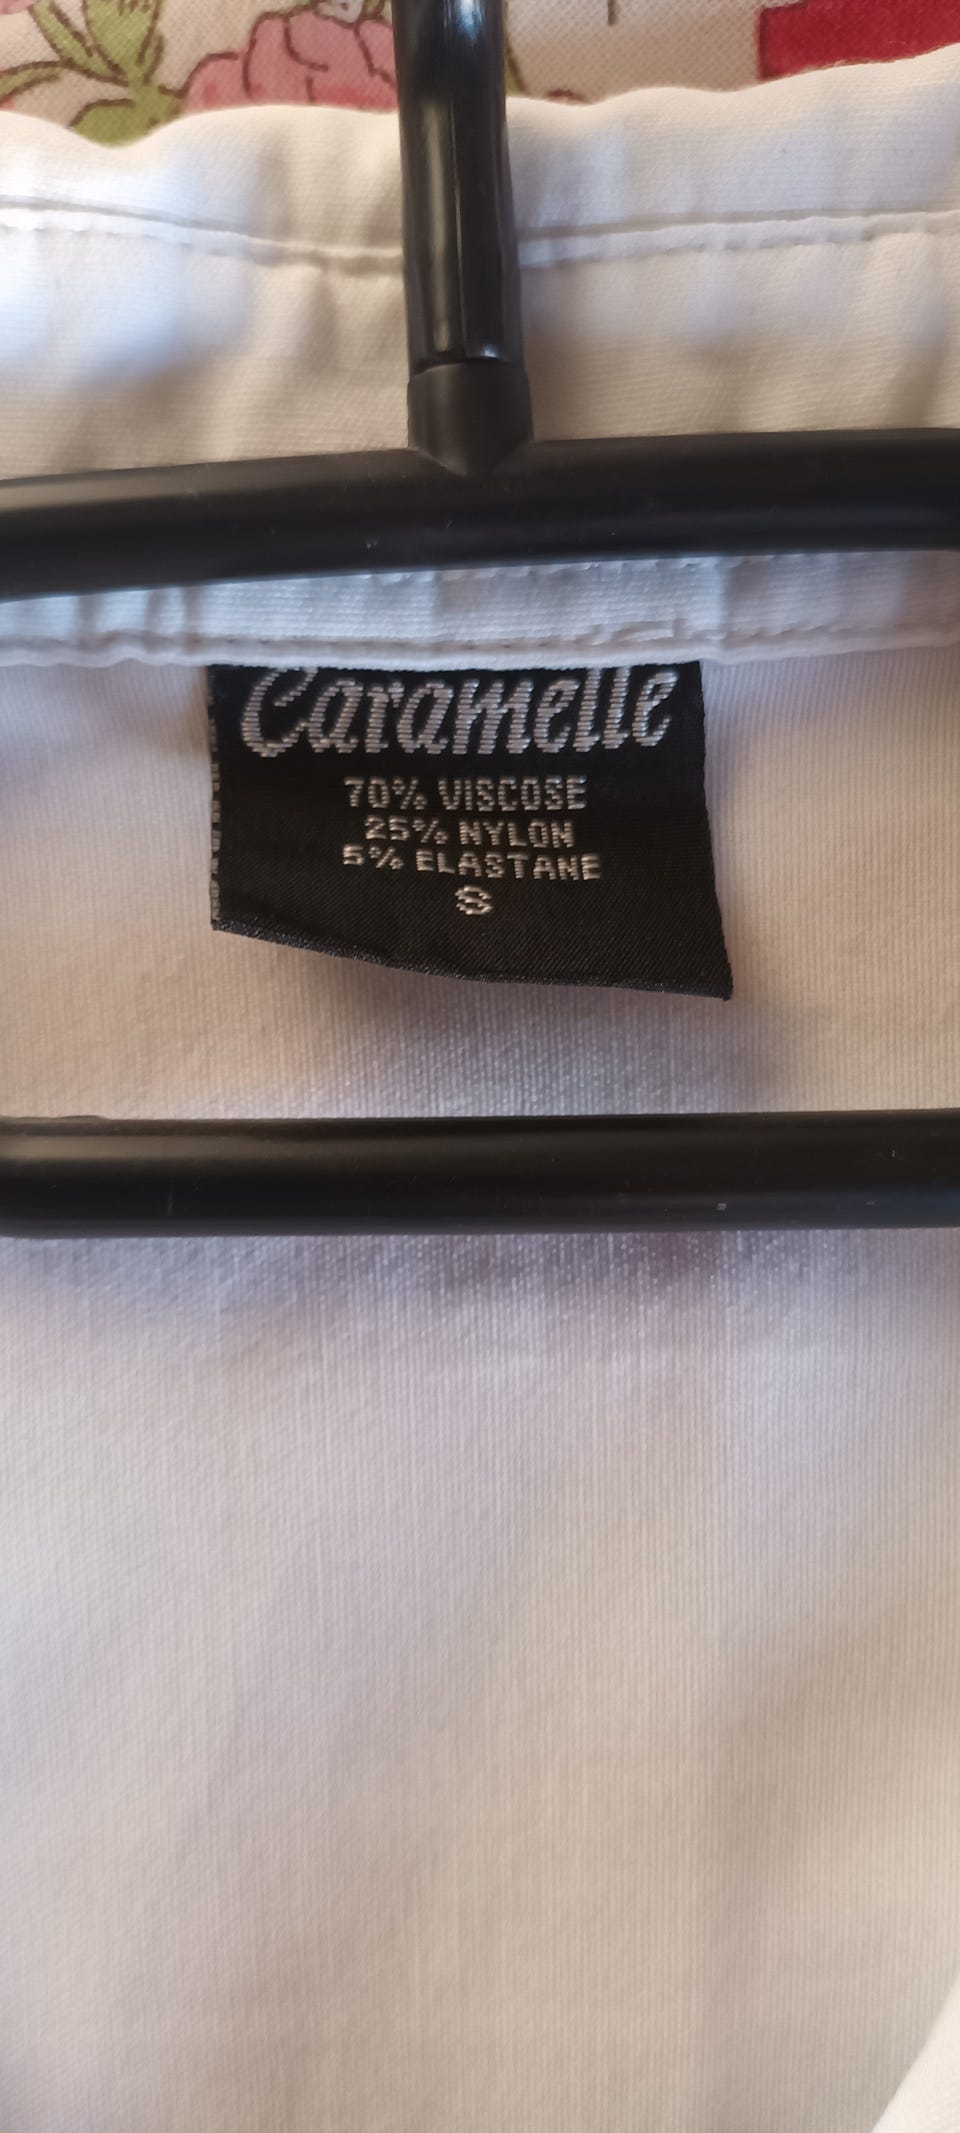 Caramelle
70% VISCOSE
25% NYLON
5% ELASTANE
S